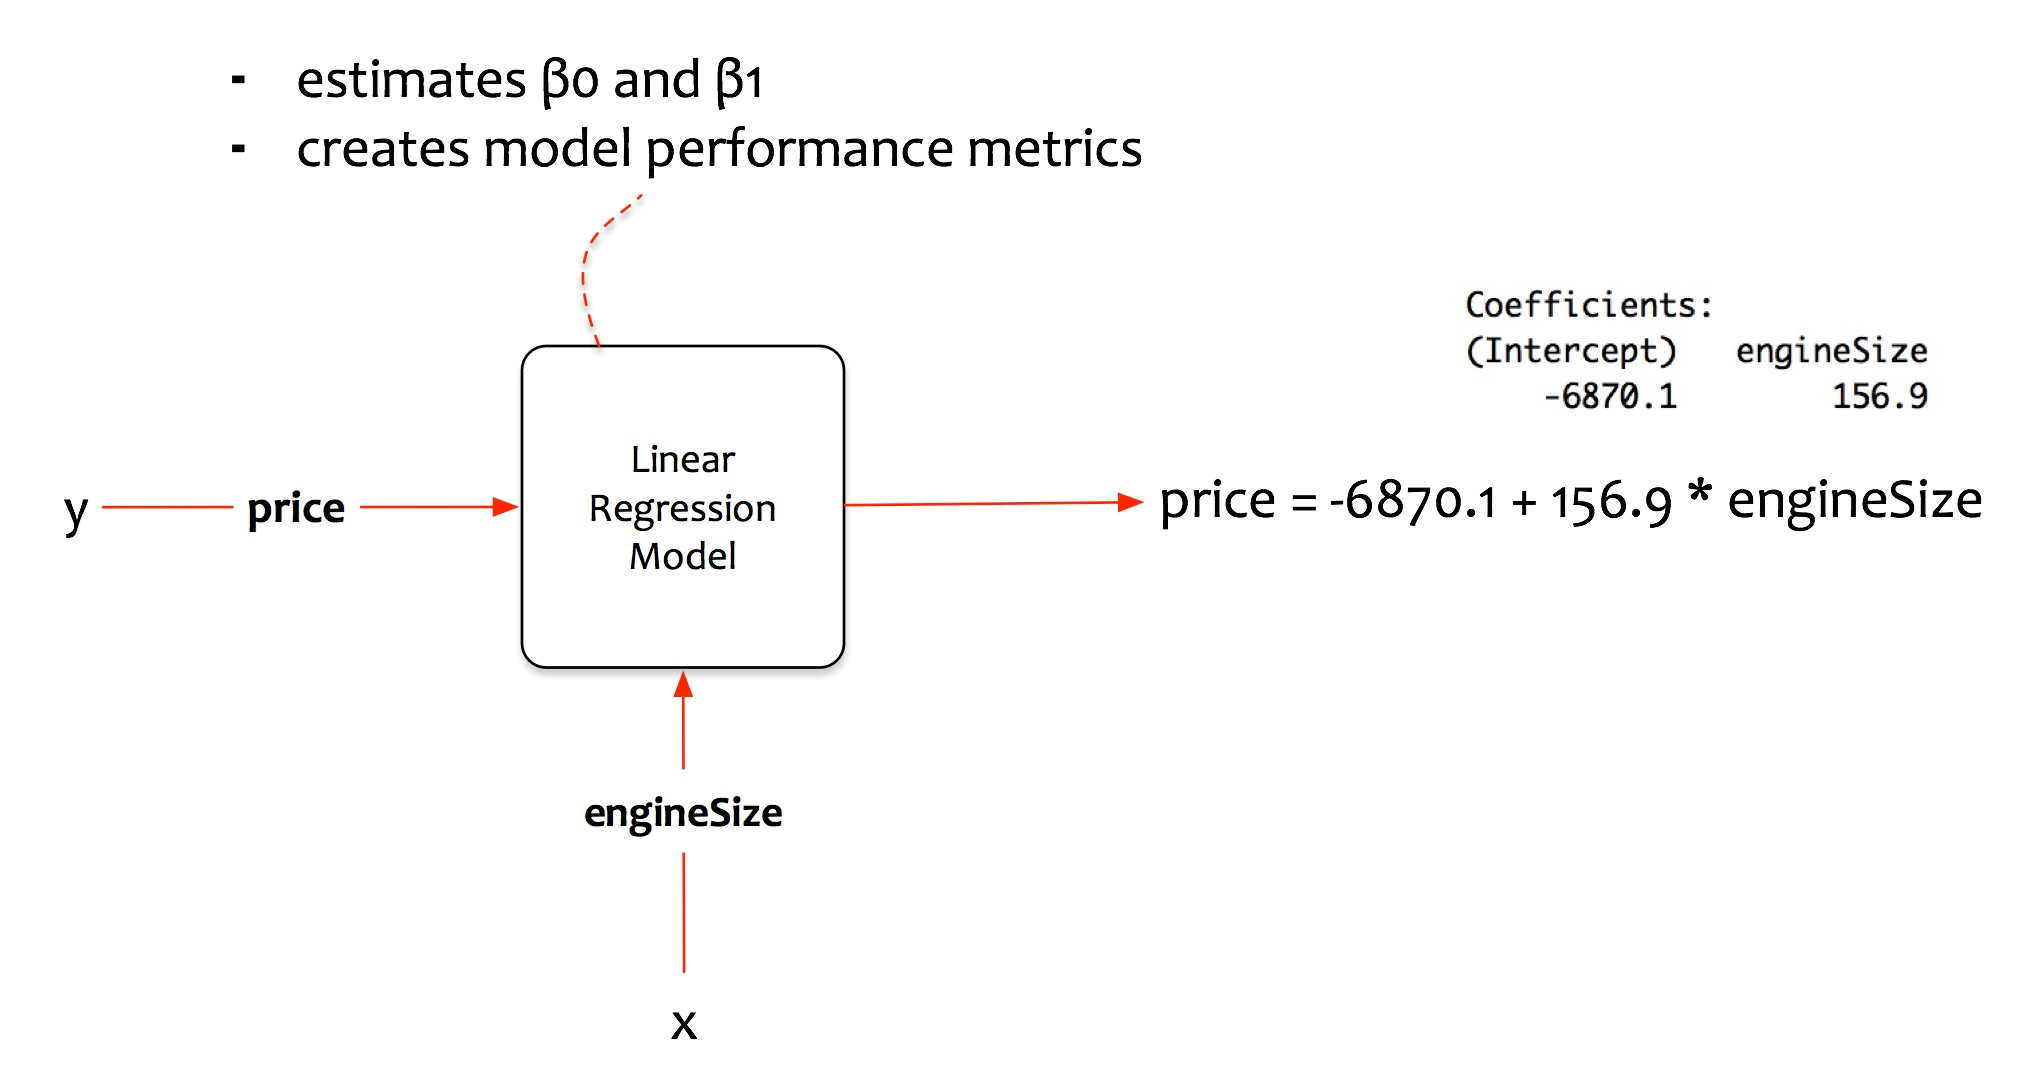 - estimates β0 and β1
- creates model performance metrics
Coefficients:
(Intercept) engineSize
-6870.1 156.9
Linear
Regression
Model
y
price
price = -6870.1 + 156.9 * engineSize
engineSize
x